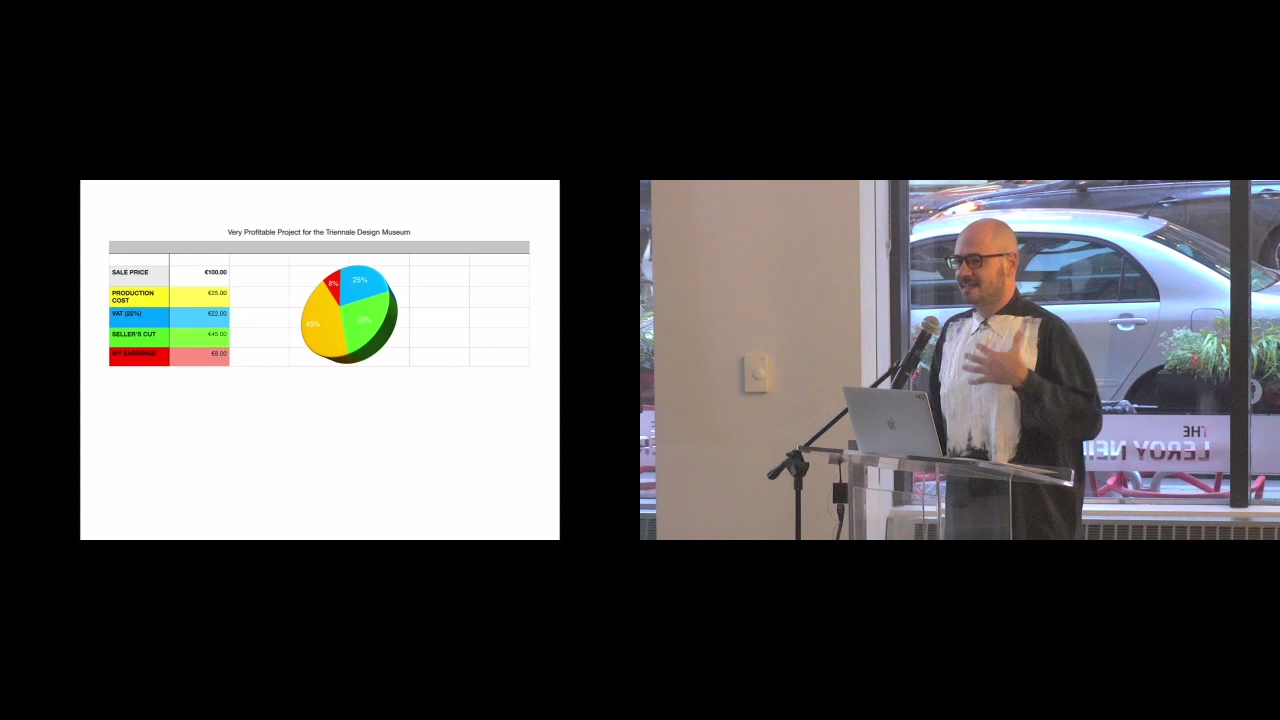 Very Profitable Project for the Triennale Design Museum
SALE PRICE €100.00
PRODUCTION COST €25.00
VAT (22%) €22.00
SELLER'S CUT €45.00
MY EARNINGS €8.00
8%
25%
45%
THE
LEROY